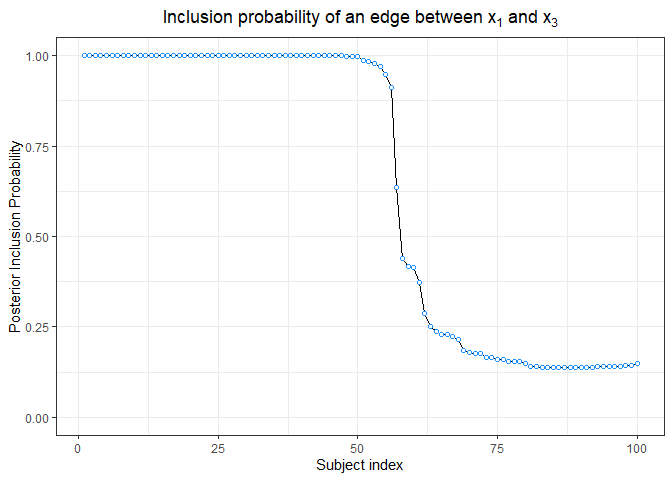 Inclusion probability of an edge between x₁ and x₃
Posterior Inclusion Probability
1.00
0.75
0.50
0.25
0.00
0 25 50 75 100
Subject index